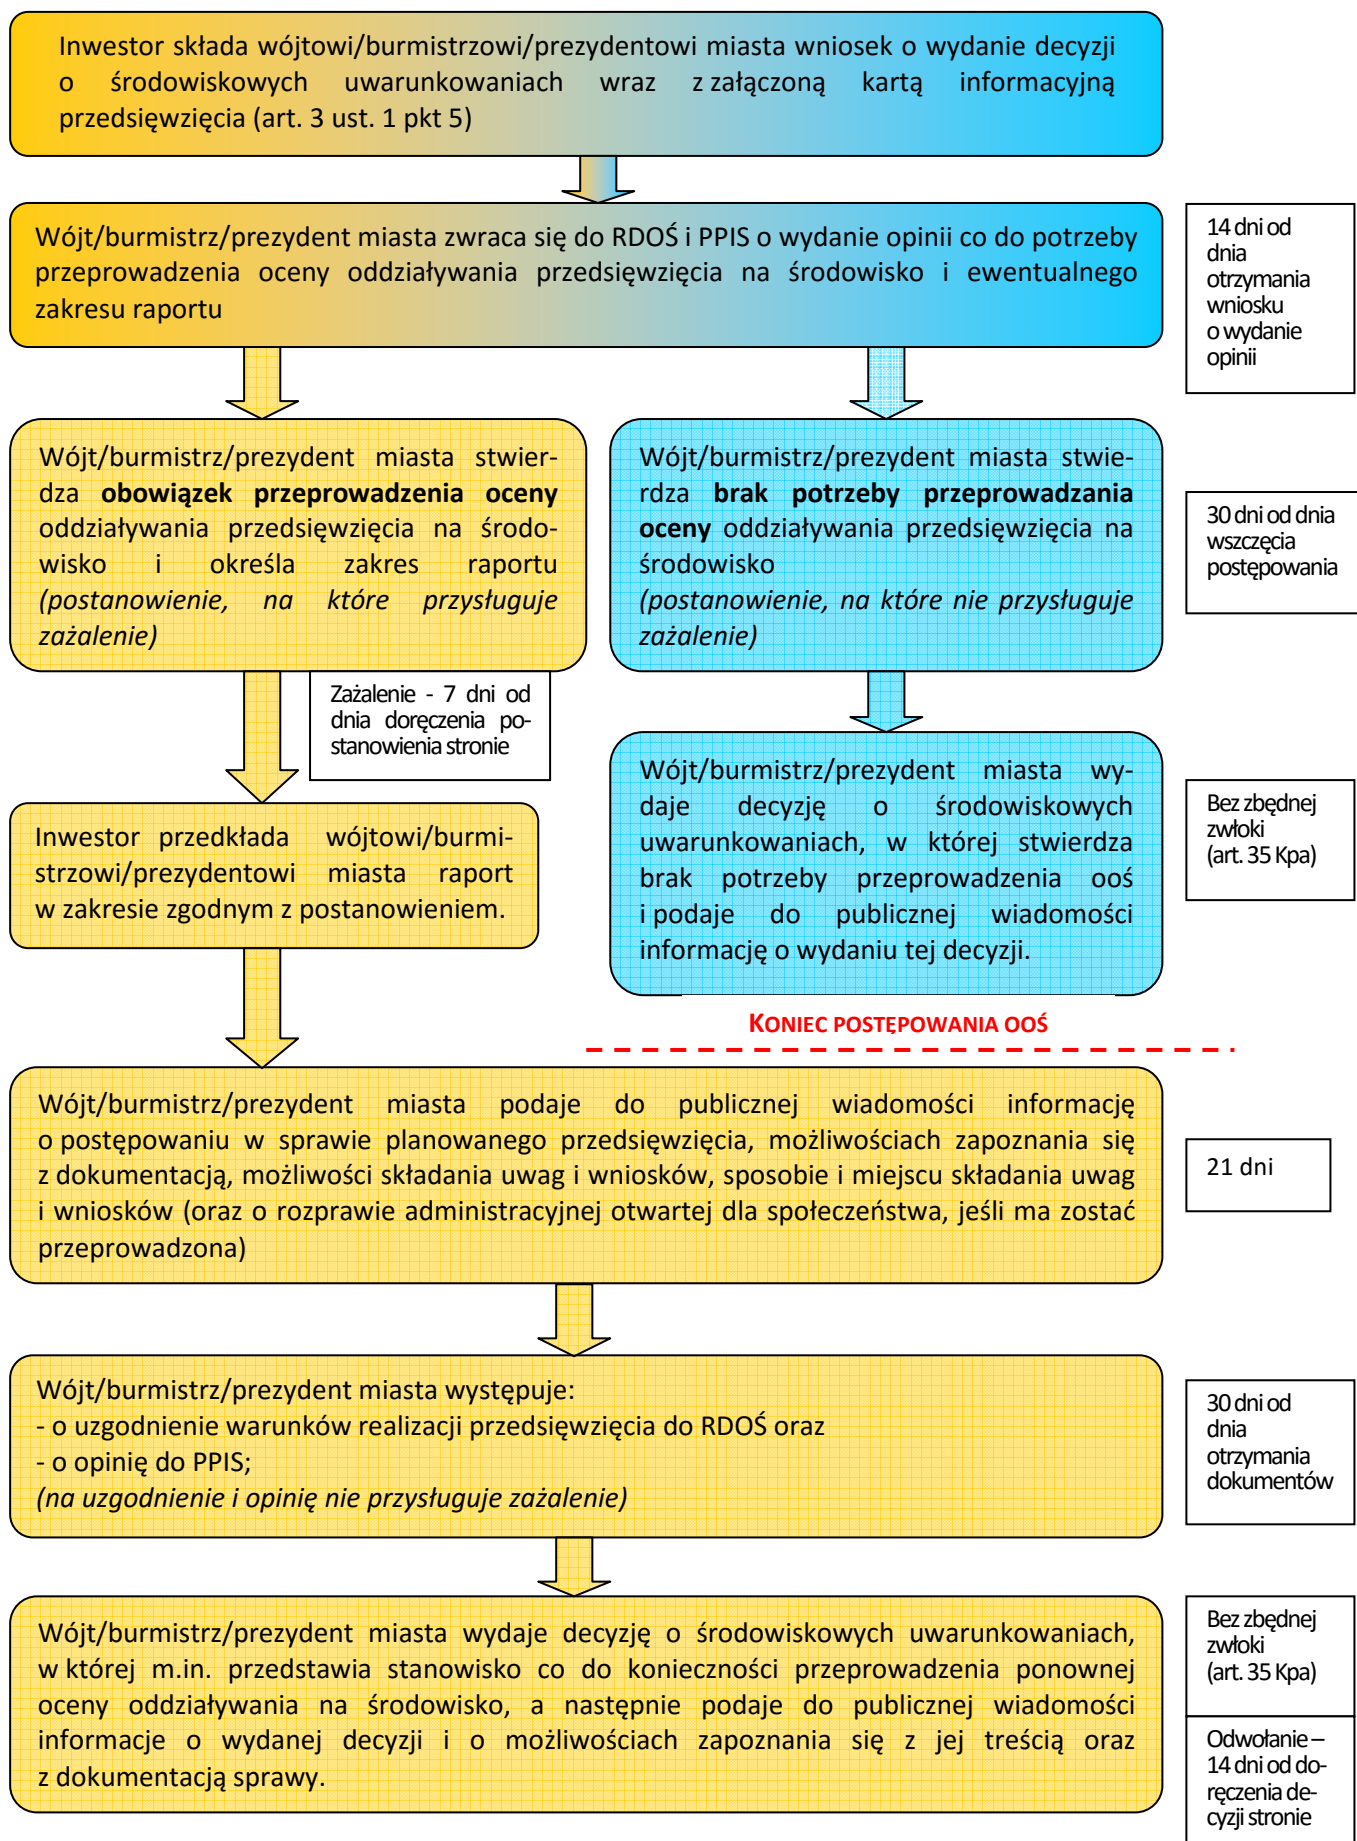 Inwestor składa wójtowi/burmistrzowi/prezydentowi miasta wniosek o wydanie decyzji
o środowiskowych uwarunkowaniach wraz z załączoną kartą informacyjną
przedsięwzięcia (art. 3 ust. 1 pkt 5)
Wójt/burmistrz/prezydent miasta zwraca się do RDOŚ i PPIS o wydanie opinii co do potrzeby
przeprowadzenia oceny oddziaływania przedsięwzięcia na środowisko i ewentualnego
zakresu raportu
14 dni od
dnia
otrzymania
wniosku
o wydanie
opinii
Wójt/burmistrz/prezydent miasta stwier-
dza obowiązek przeprowadzenia oceny
oddziaływania przedsięwzięcia na środo-
wisko i określa zakres raportu
(postanowienie, na które przysługuje
zażalenie)
Wójt/burmistrz/prezydent miasta stwie-
rdza brak potrzeby przeprowadzania
oceny oddziaływania przedsięwzięcia na
środowisko
(postanowienie, na które nie przysługuje
zażalenie)
30 dni od dnia
wszczęcia
postępowania
Zażalenie - 7 dni od
dnia doręczenia po-
stanowienia stronie
Inwestor przedkłada wójtowi/burmi-
strzowi/prezydentowi miasta raport
w zakresie zgodnym z postanowieniem.
Wójt/burmistrz/prezydent miasta wy-
daje decyzję o środowiskowych
uwarunkowaniach, w której stwierdza
brak potrzeby przeprowadzenia ooś
i podaje do publicznej wiadomości
informację o wydaniu tej decyzji.
Bez zbędnej
zwłoki
(art. 35 Kpa)
KONIEC POSTĘPOWANIA OOŚ
Wójt/burmistrz/prezydent miasta podaje do publicznej wiadomości informację
o postępowaniu w sprawie planowanego przedsięwzięcia, możliwościach zapoznania się
z dokumentacją, możliwości składania uwag i wniosków, sposobie i miejscu składania uwag
i wniosków (oraz o rozprawie administracyjnej otwartej dla społeczeństwa, jeśli ma zostać
przeprowadzona)
21 dni
Wójt/burmistrz/prezydent miasta występuje:
- o uzgodnienie warunków realizacji przedsięwzięcia do RDOŚ oraz
- o opinię do PPIS;
(na uzgodnienie i opinię nie przysługuje zażalenie)
30 dni od
dnia
otrzymania
dokumentów
Wójt/burmistrz/prezydent miasta wydaje decyzję o środowiskowych uwarunkowaniach,
w której m.in. przedstawia stanowisko co do konieczności przeprowadzenia ponownej
oceny oddziaływania na środowisko, a następnie podaje do publicznej wiadomości
informacje o wydanej decyzji i o możliwościach zapoznania się z jej treścią oraz
z dokumentacją sprawy.
Bez zbędnej
zwłoki
(art. 35 Kpa)
Odwołanie –
14 dni od do-
ręczenia de-
cyzji stronie